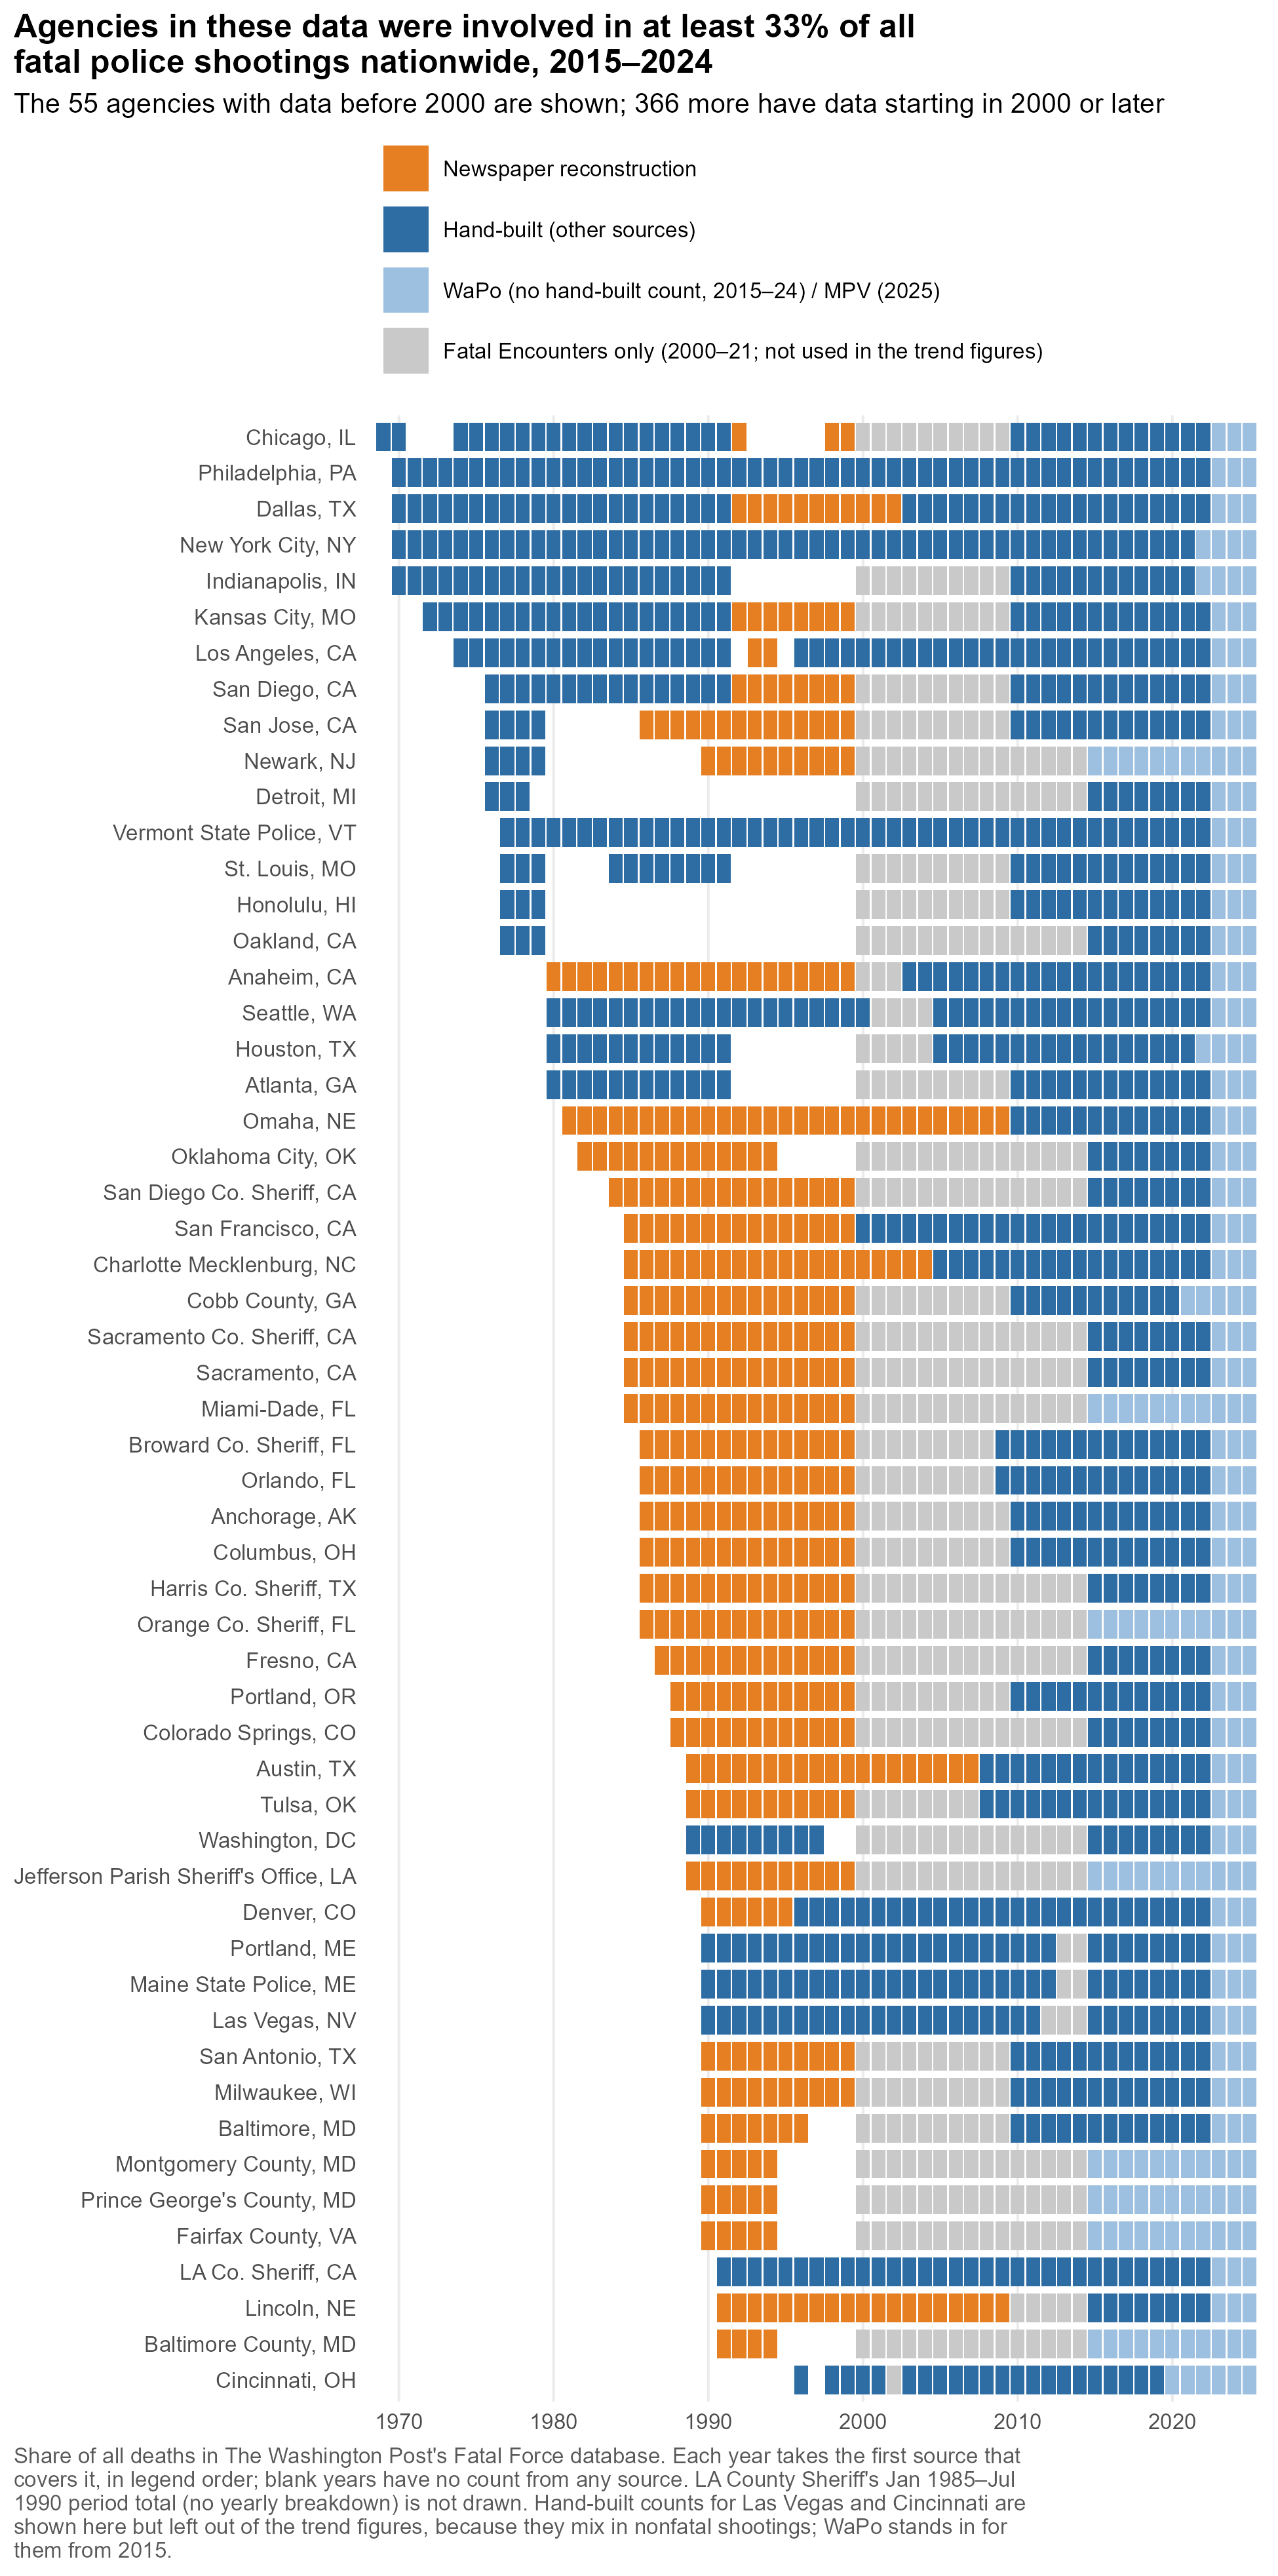 Agencies in these data were involved in at least 33% of all
fatal police shootings nationwide, 2015–2024
The 55 agencies with data before 2000 are shown; 366 more have data starting in 2000 or later
Newspaper reconstruction
Hand-built (other sources)
WaPo (no hand-built count, 2015–24) / MPV (2025)
Fatal Encounters only (2000–21; not used in the trend figures)
Chicago, IL
Philadelphia, PA
Dallas, TX
New York City, NY
Indianapolis, IN
Kansas City, MO
Los Angeles, CA
San Diego, CA
San Jose, CA
Newark, NJ
Detroit, MI
Vermont State Police, VT
St. Louis, MO
Honolulu, HI
Oakland, CA
Anaheim, CA
Seattle, WA
Houston, TX
Atlanta, GA
Omaha, NE
Oklahoma City, OK
San Diego Co. Sheriff, CA
San Francisco, CA
Charlotte Mecklenburg, NC
Cobb County, GA
Sacramento Co. Sheriff, CA
Sacramento, CA
Miami-Dade, FL
Broward Co. Sheriff, FL
Orlando, FL
Anchorage, AK
Columbus, OH
Harris Co. Sheriff, TX
Orange Co. Sheriff, FL
Fresno, CA
Portland, OR
Colorado Springs, CO
Austin, TX
Tulsa, OK
Washington, DC
Jefferson Parish Sheriff's Office, LA
Denver, CO
Portland, ME
Maine State Police, ME
Las Vegas, NV
San Antonio, TX
Milwaukee, WI
Baltimore, MD
Montgomery County, MD
Prince George's County, MD
Fairfax County, VA
LA Co. Sheriff, CA
Lincoln, NE
Baltimore County, MD
Cincinnati, OH
1970 1980 1990 2000 2010 2020
Share of all deaths in The Washington Post's Fatal Force database. Each year takes the first source that
covers it, in legend order; blank years have no count from any source. LA County Sheriff's Jan 1985–Jul
1990 period total (no yearly breakdown) is not drawn. Hand-built counts for Las Vegas and Cincinnati are
shown here but left out of the trend figures, because they mix in nonfatal shootings; WaPo stands in for
them from 2015.